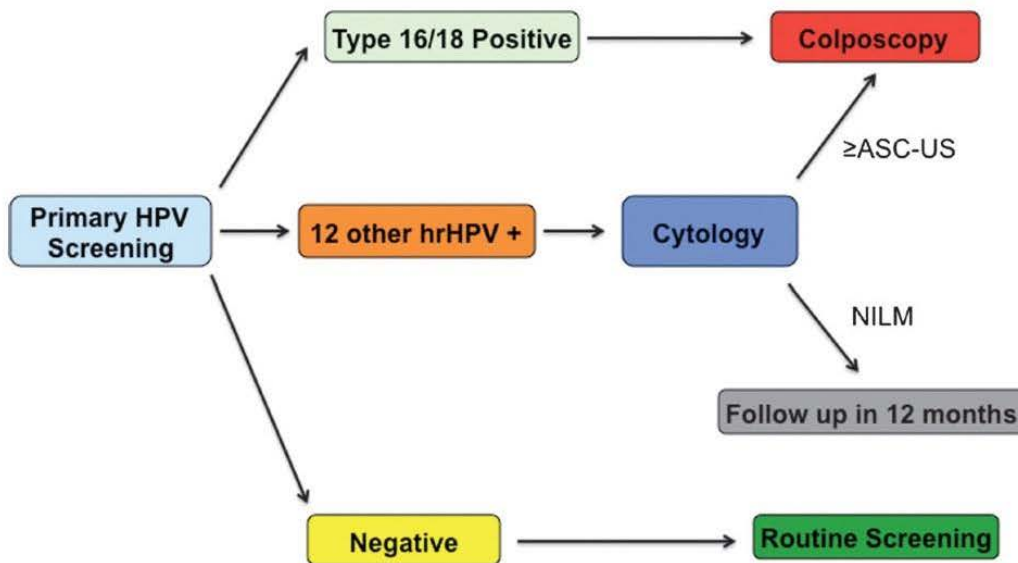 Type 16/18 Positive
Colposcopy
≥ASC-US
Primary HPV
Screening
12 other hrHPV +
Cytology
NILM
Follow up in 12 months
Negative
Routine Screening